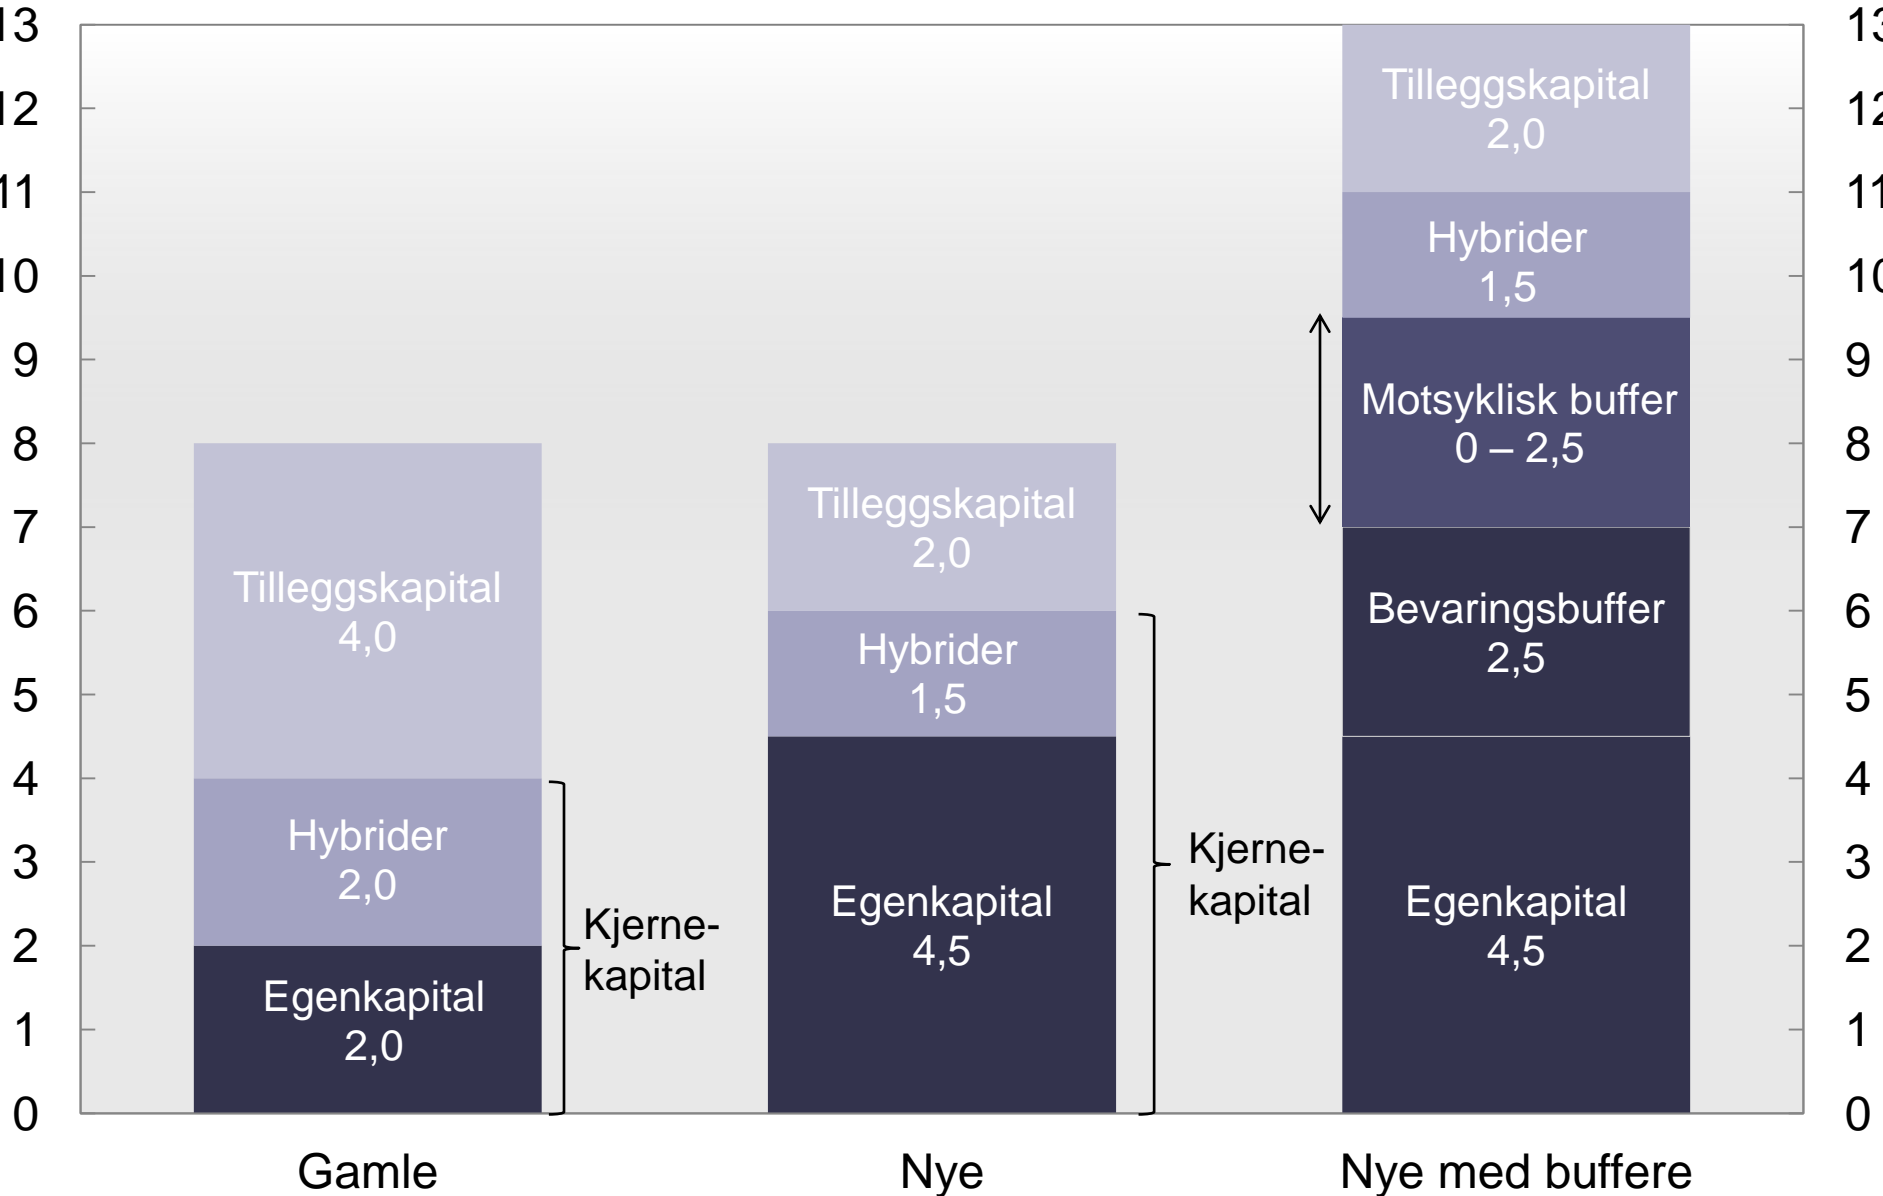 13
12
11
10
9
8
7
6
5
4
3
2
1
0
Tilleggskapital
4,0
Hybrider
2,0
Egenkapital
2,0
Kjerne-
kapital
Tilleggskapital
2,0
Hybrider
1,5
Egenkapital
4,5
Kjerne-
kapital
Tilleggskapital
2,0
Hybrider
1,5
Motsyklisk buffer
0 – 2,5
Bevaringsbuffer
2,5
Egenkapital
4,5
13
12
11
10
9
8
7
6
5
4
3
2
1
0
Gamle
Nye
Nye med buffere